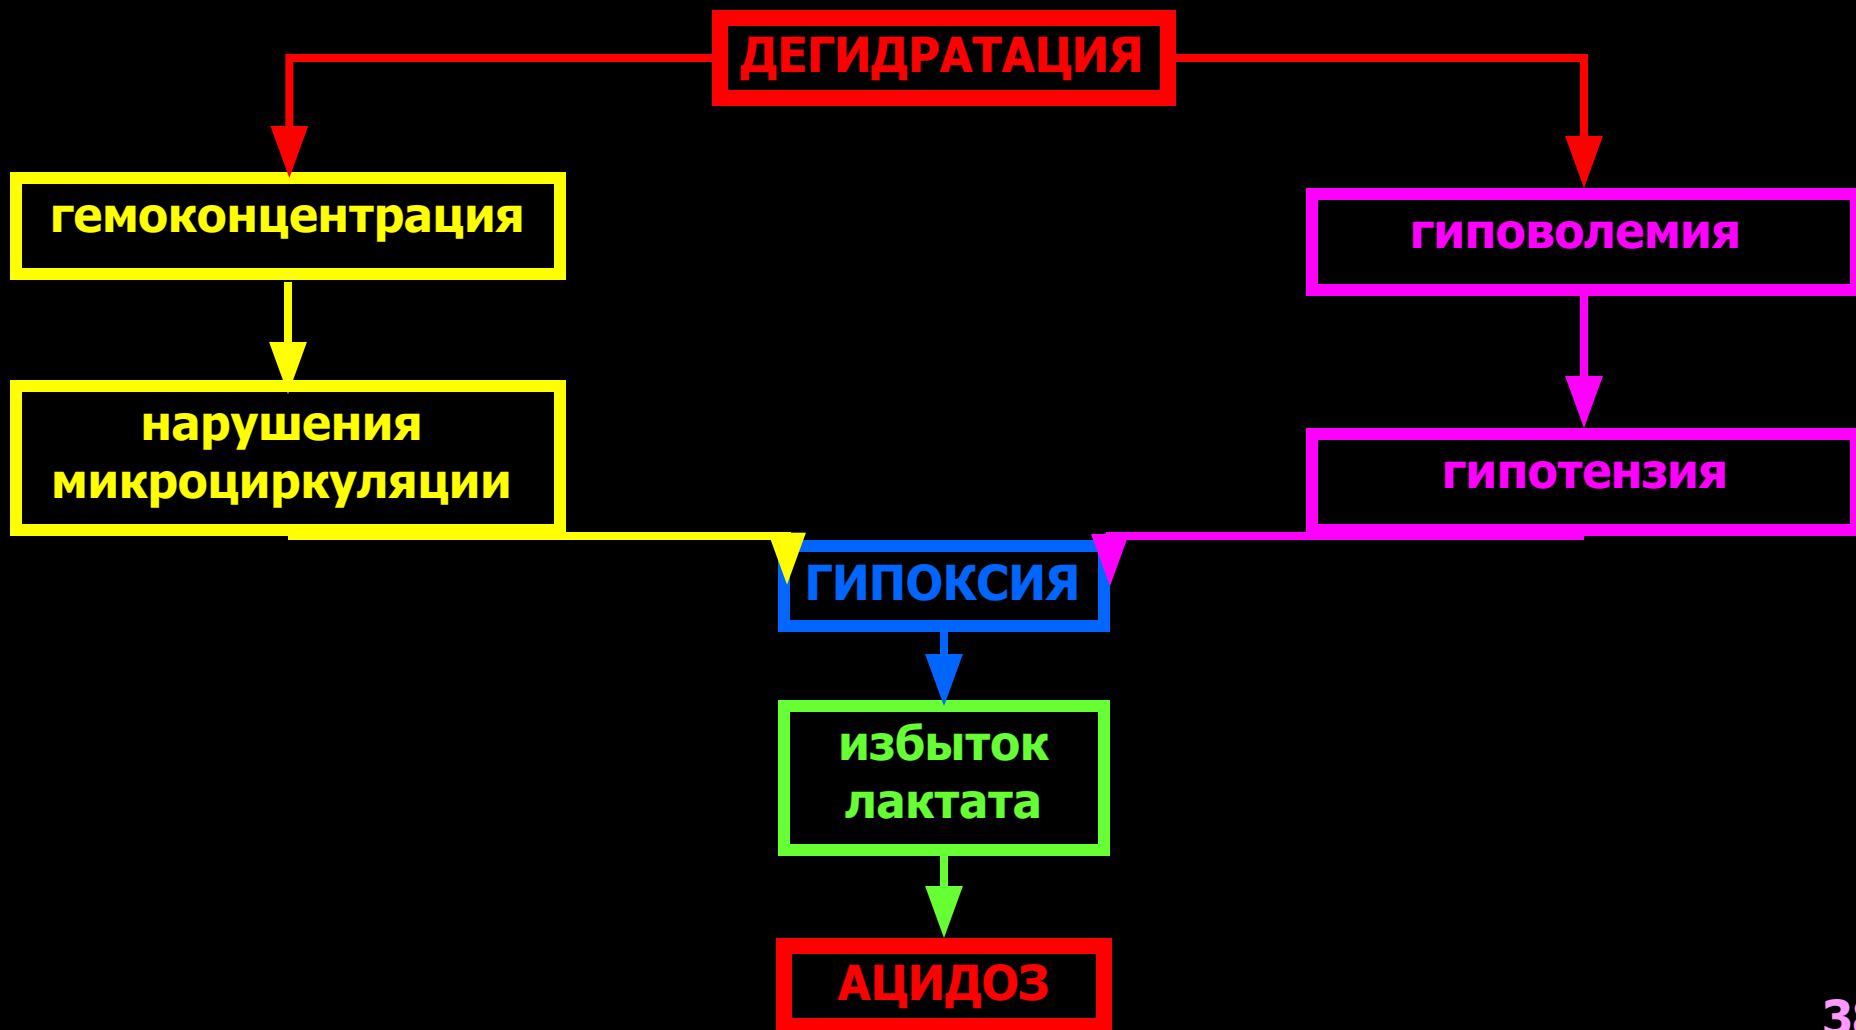 ДЕГИДРАТАЦИЯ
гемоконцентрация
гиповолемия
нарушения
микроциркуляции
гипотензия
ГИПОКСИЯ
избыток
лактата
АЦИДОЗ